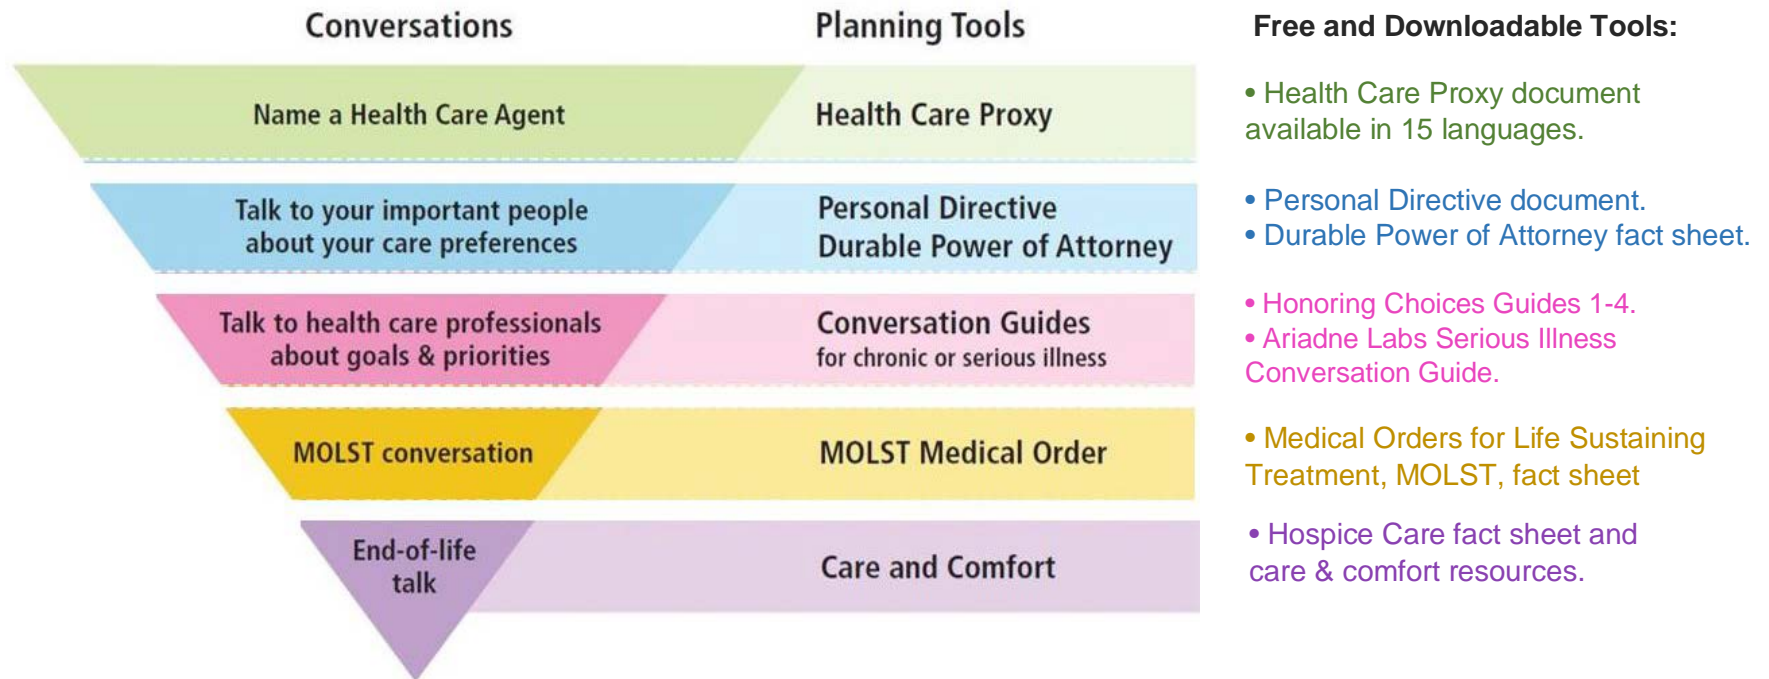 Conversations
Planning Tools
Free and Downloadable Tools:
Name a Health Care Agent
Health Care Proxy
• Health Care Proxy document
available in 15 languages.
Talk to your important people
about your care preferences
Personal Directive
Durable Power of Attorney
• Personal Directive document.
• Durable Power of Attorney fact sheet.
Talk to health care professionals
about goals & priorities
Conversation Guides
for chronic or serious illness
• Honoring Choices Guides 1-4.
• Ariadne Labs Serious Illness
Conversation Guide.
MOLST conversation
MOLST Medical Order
• Medical Orders for Life Sustaining
Treatment, MOLST, fact sheet
End-of-life
talk
Care and Comfort
• Hospice Care fact sheet and
care & comfort resources.